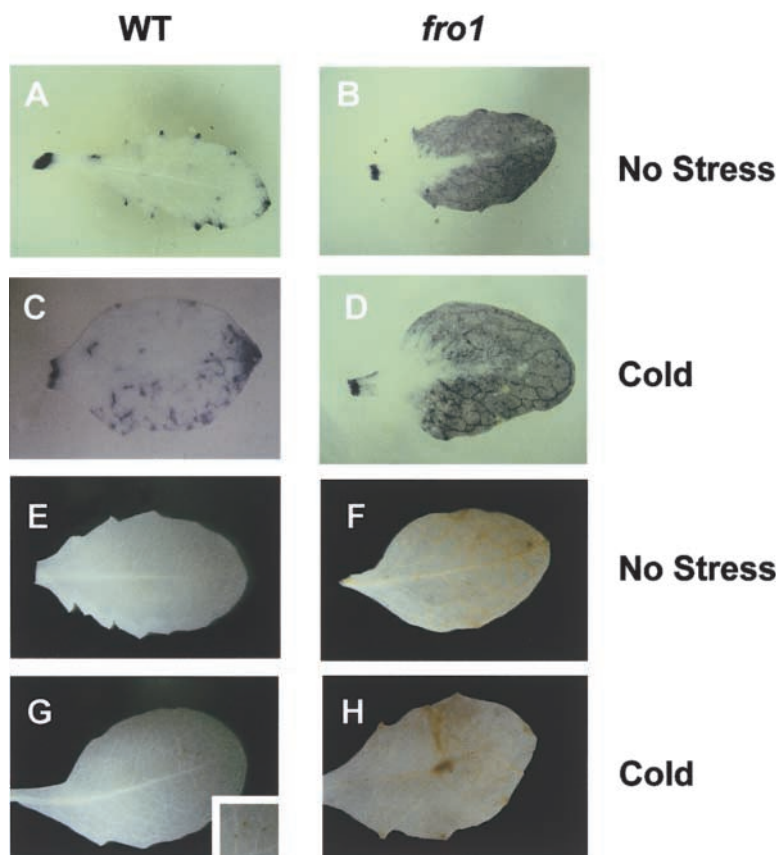 WT fro1
A B No Stress
C D Cold
E F No Stress
G H Cold